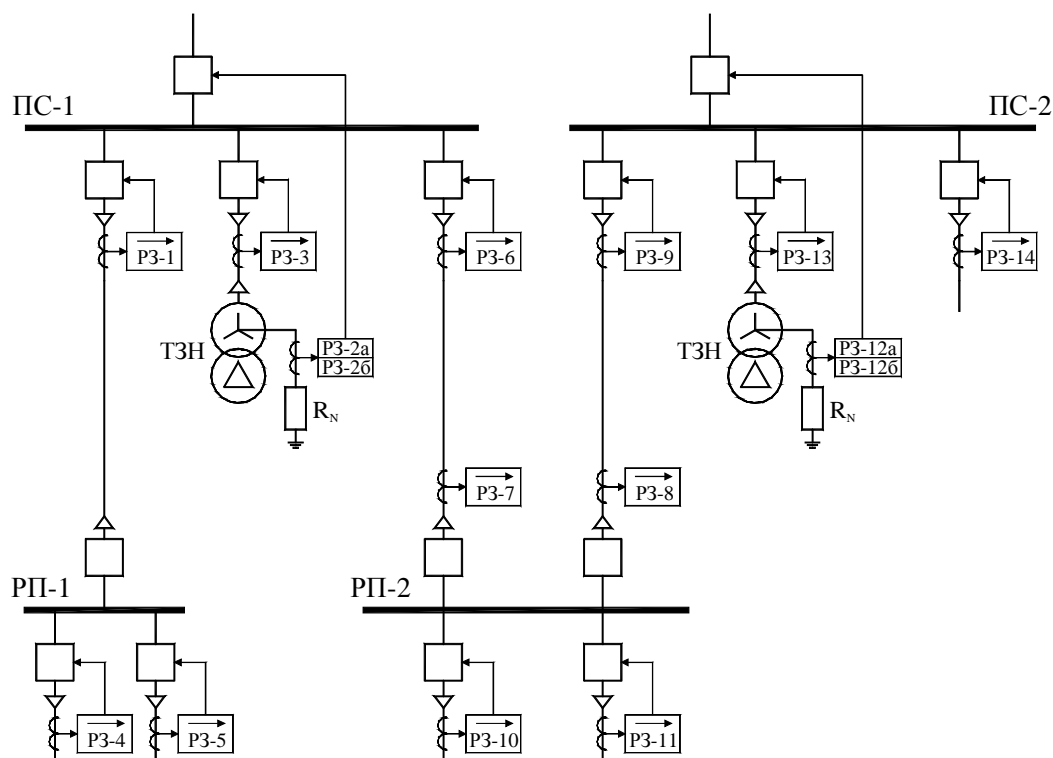 ПС-1
ПС-2
РЗ-1
РЗ-3
РЗ-6
РЗ-9
РЗ-13
РЗ-14
ТЗН
РЗ-2а
РЗ-2б
ТЗН
РЗ-12а
РЗ-12б
R_N
R_N
РЗ-7
РЗ-8
РП-1
РП-2
РЗ-4
РЗ-5
РЗ-10
РЗ-11